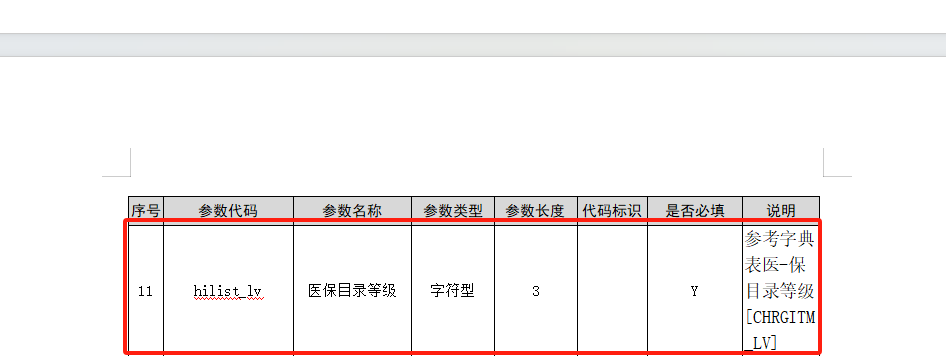 序号 参数代码 参数名称 参数类型 参数长度 代码标识 是否必填 说明
11 hilist_lv 医保目录等级 字符型 3 Y 参考字典
表医-保
目录等级
[CHRGITM
_LV]